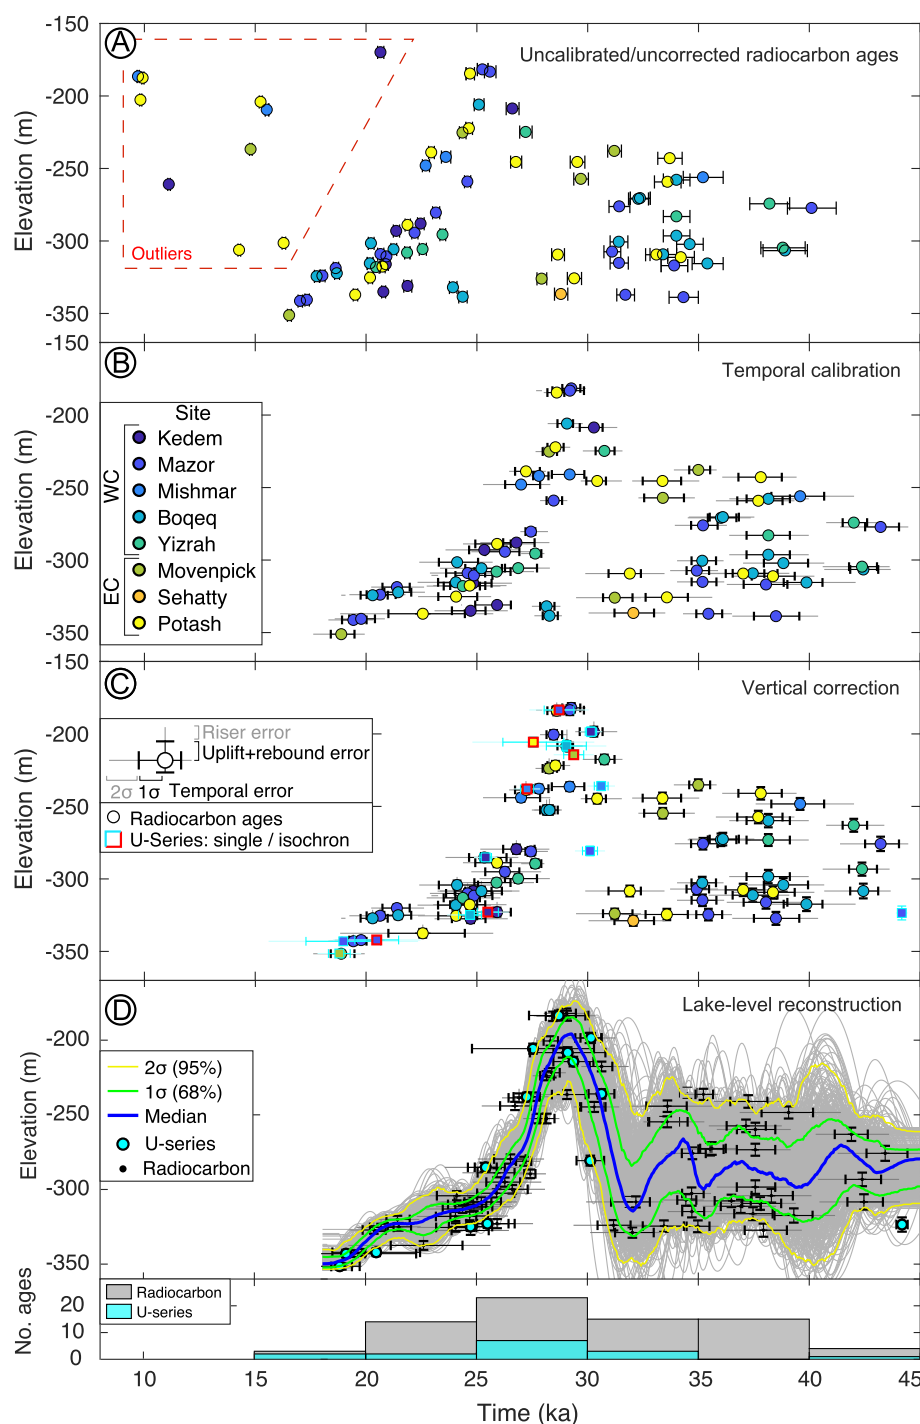 -150
A
Uncalibrated/uncorrected radiocarbon ages
-200
-250
-300
-350
Elevation (m)
Outliers
-150
B
Temporal calibration
-200
-250
-300
-350
Elevation (m)
Site
WC
Kedem
Mazor
Mishmar
Boqeq
Yizrah
EC
Movenpick
Sehatty
Potash
-150
C
Vertical correction
-200
-250
-300
-350
Elevation (m)
Riser error
Uplift+rebound error
2σ 1σ Temporal error
Radiocarbon ages
U-Series: single / isochron
D
Lake-level reconstruction
-200
-250
-300
-350
Elevation (m)
2σ (95%)
1σ (68%)
Median
U-series
Radiocarbon
No. ages
20
10
0
Radiocarbon
U-series
10 15 20 25 30 35 40 45
Time (ka)